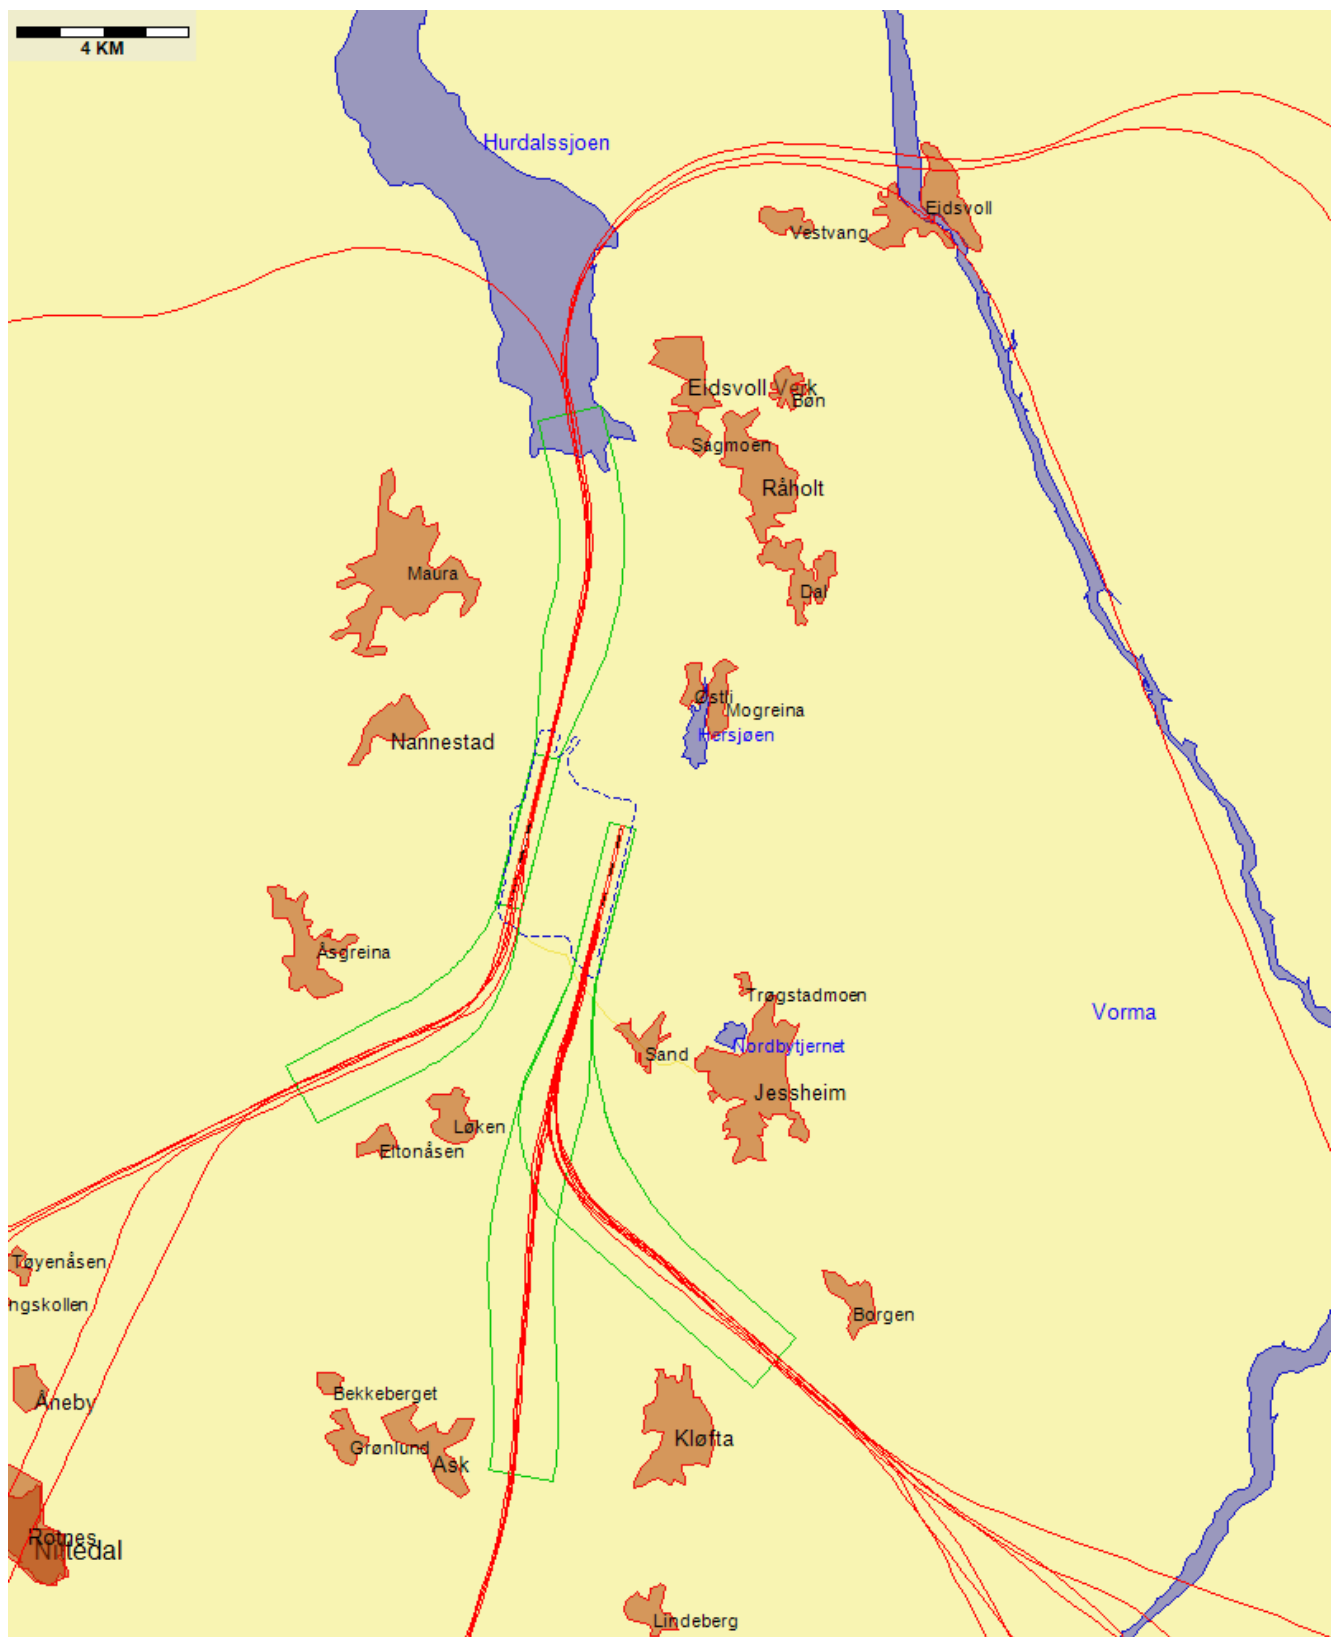 4 KM
Hurdalssjoen
Eidsvoll
Vestvang
Eidsvoll Verk
Bøn
Sagmoen
Råholt
Maura
Dal
Østli
Mogreina
Hersjøen
Nannestad
Åsgreina
Trøgstadmoen
Vorma
Nordbytjernet
Sand
Jessheim
Løken
Eltonåsen
Tøyenåsen
ngskollen
Borgen
Bekkeberget
Åneby
Kløfta
Grønlund
Ask
Rotnes
Nittedal
Lindeberg